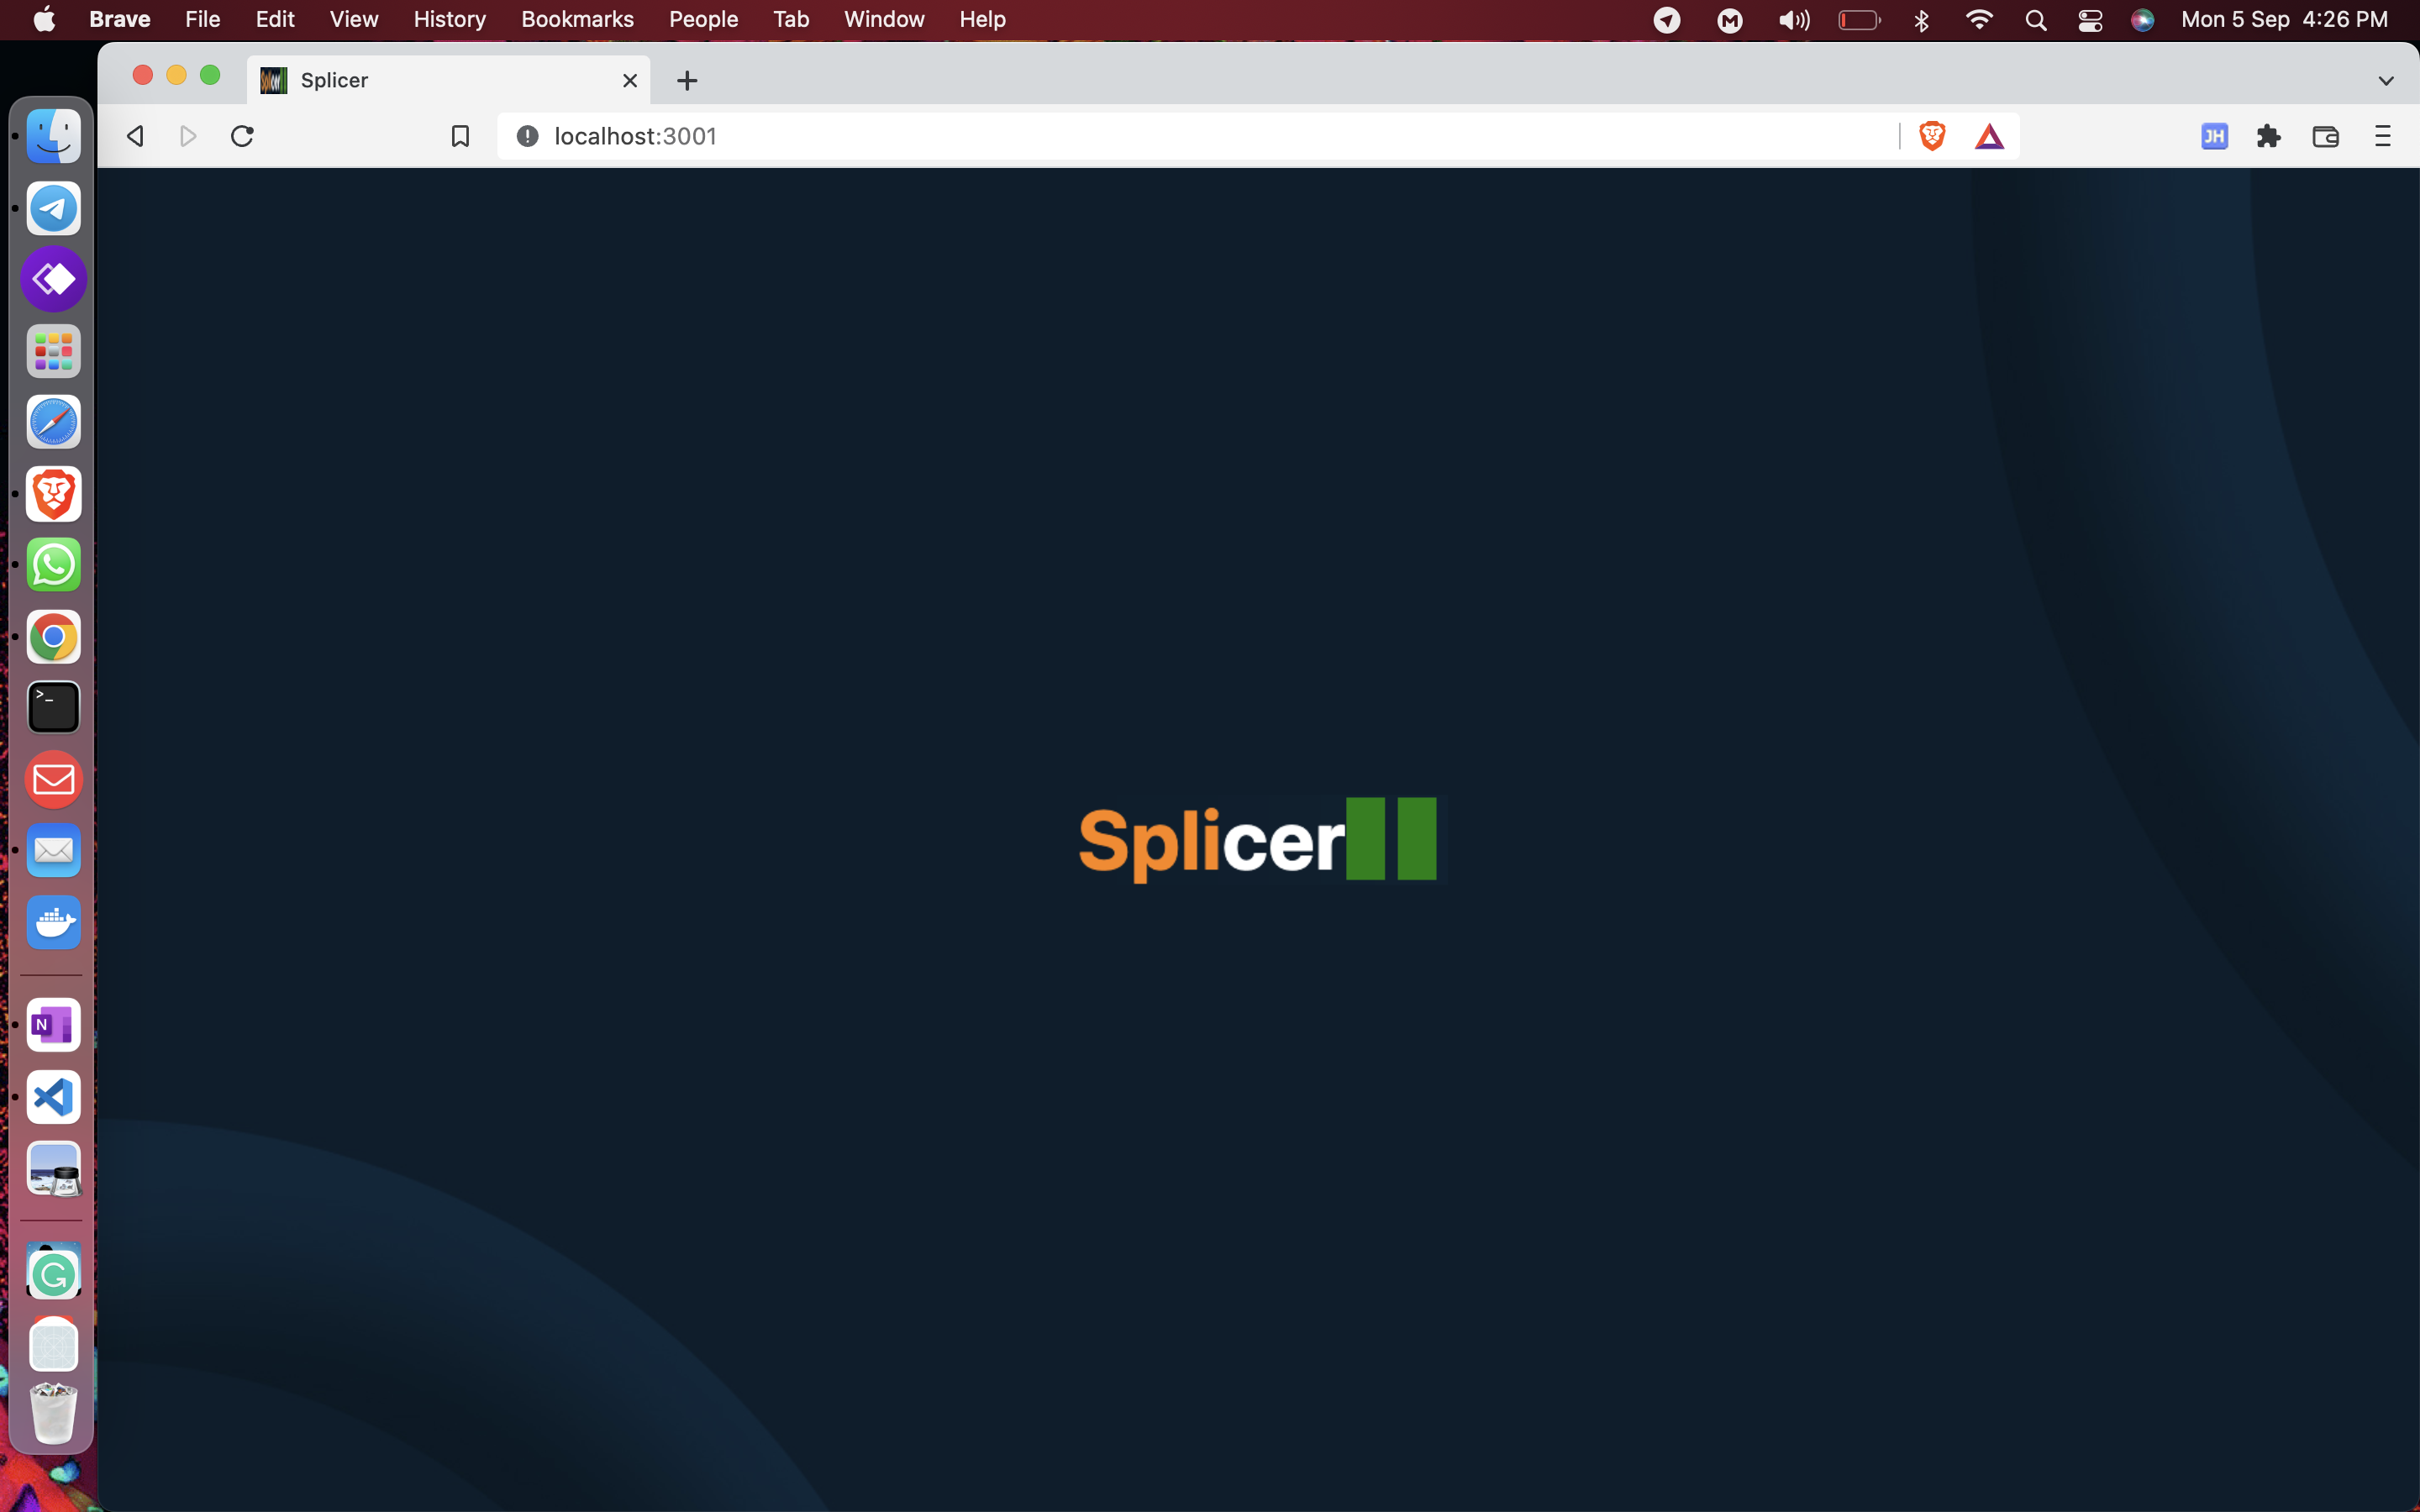 Brave File Edit View History Bookmarks People Tab Window Help Mon 5 Sep 4:26 PM
Splicer
localhost:3001 JH
Splicer
N